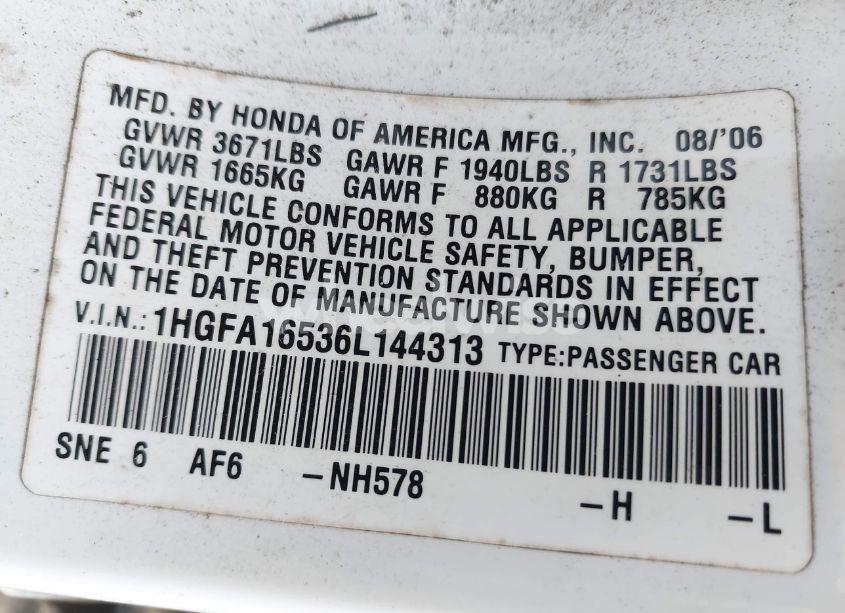 MFD. BY HONDA OF AMERICA MFG., INC. 08/'06
GVWR 3671LBS GAWR F 1940LBS R 1731LBS
GVWR 1665KG GAWR F 880KG R 785KG
THIS VEHICLE CONFORMS TO ALL APPLICABLE
FEDERAL MOTOR VEHICLE SAFETY, BUMPER,
AND THEFT PREVENTION STANDARDS IN EFFECT
ON THE DATE OF MANUFACTURE SHOWN ABOVE.
V.I.N.: 1HGFA16536L144313 TYPE:PASSENGER CAR
SNE 6 AF6 -NH578 -H -L